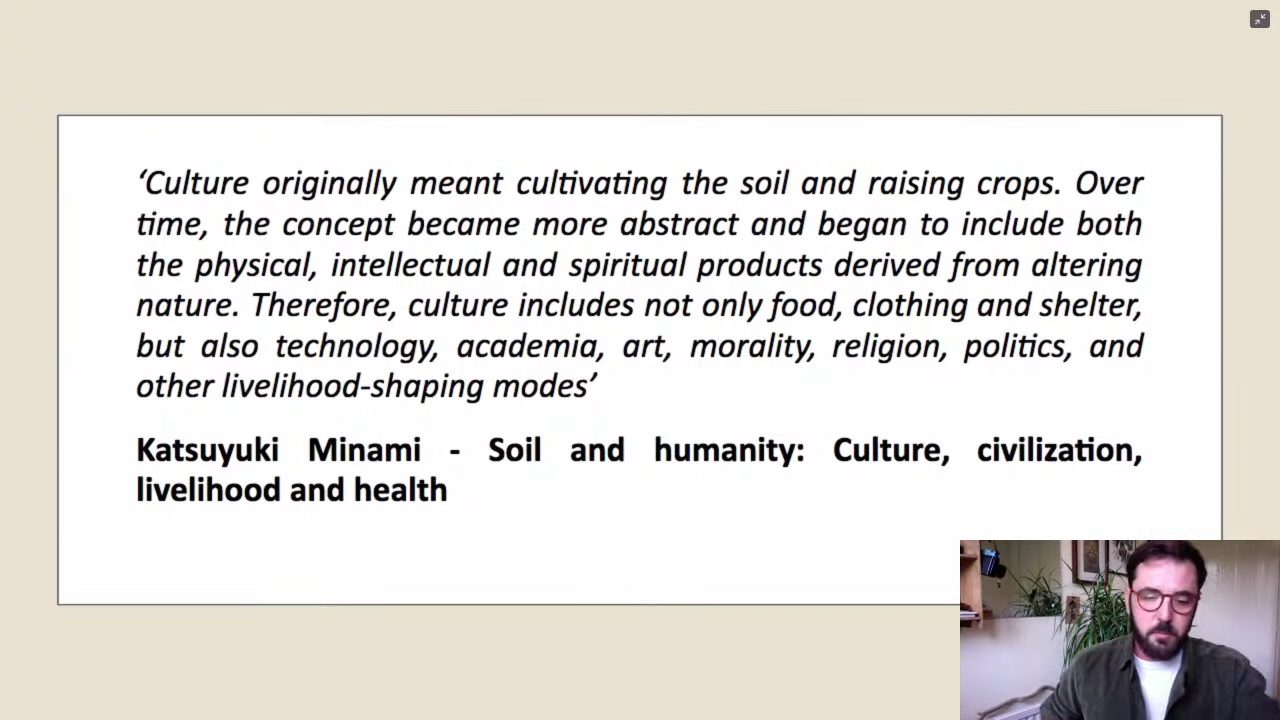 ‘Culture originally meant cultivating the soil and raising crops. Over
time, the concept became more abstract and began to include both
the physical, intellectual and spiritual products derived from altering
nature. Therefore, culture includes not only food, clothing and shelter,
but also technology, academia, art, morality, religion, politics, and
other livelihood-shaping modes’
Katsuyuki Minami - Soil and humanity: Culture, civilization,
livelihood and health